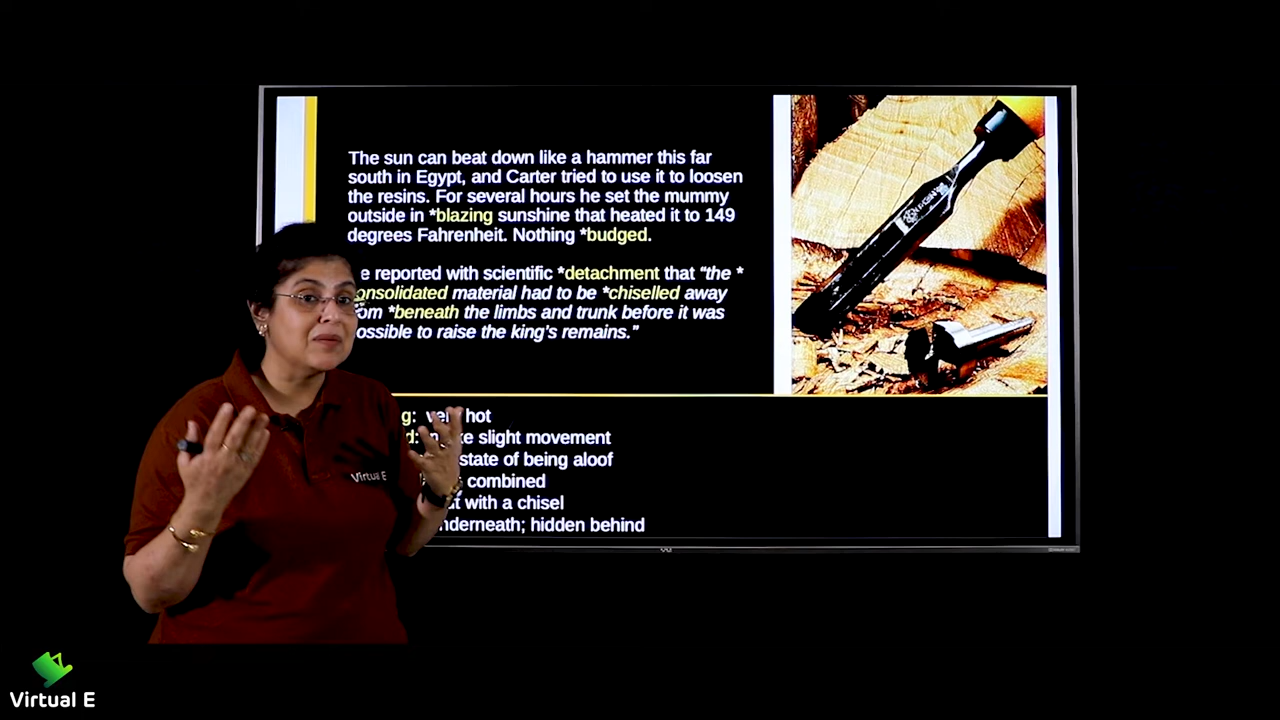 The sun can beat down like a hammer this far
south in Egypt, and Carter tried to use it to loosen
the resins. For several hours he set the mummy
outside in *blazing sunshine that heated it to 149
degrees Fahrenheit. Nothing *budged.
e reported with scientific *detachment that “the *
onsolidated material had to be *chiselled away
om *beneath the limbs and trunk before it was
ossible to raise the king’s remains.”
g: very hot
d: make slight movement
state of being aloof
combined
with a chisel
nderneath; hidden behind
Virtual E
Virtual E